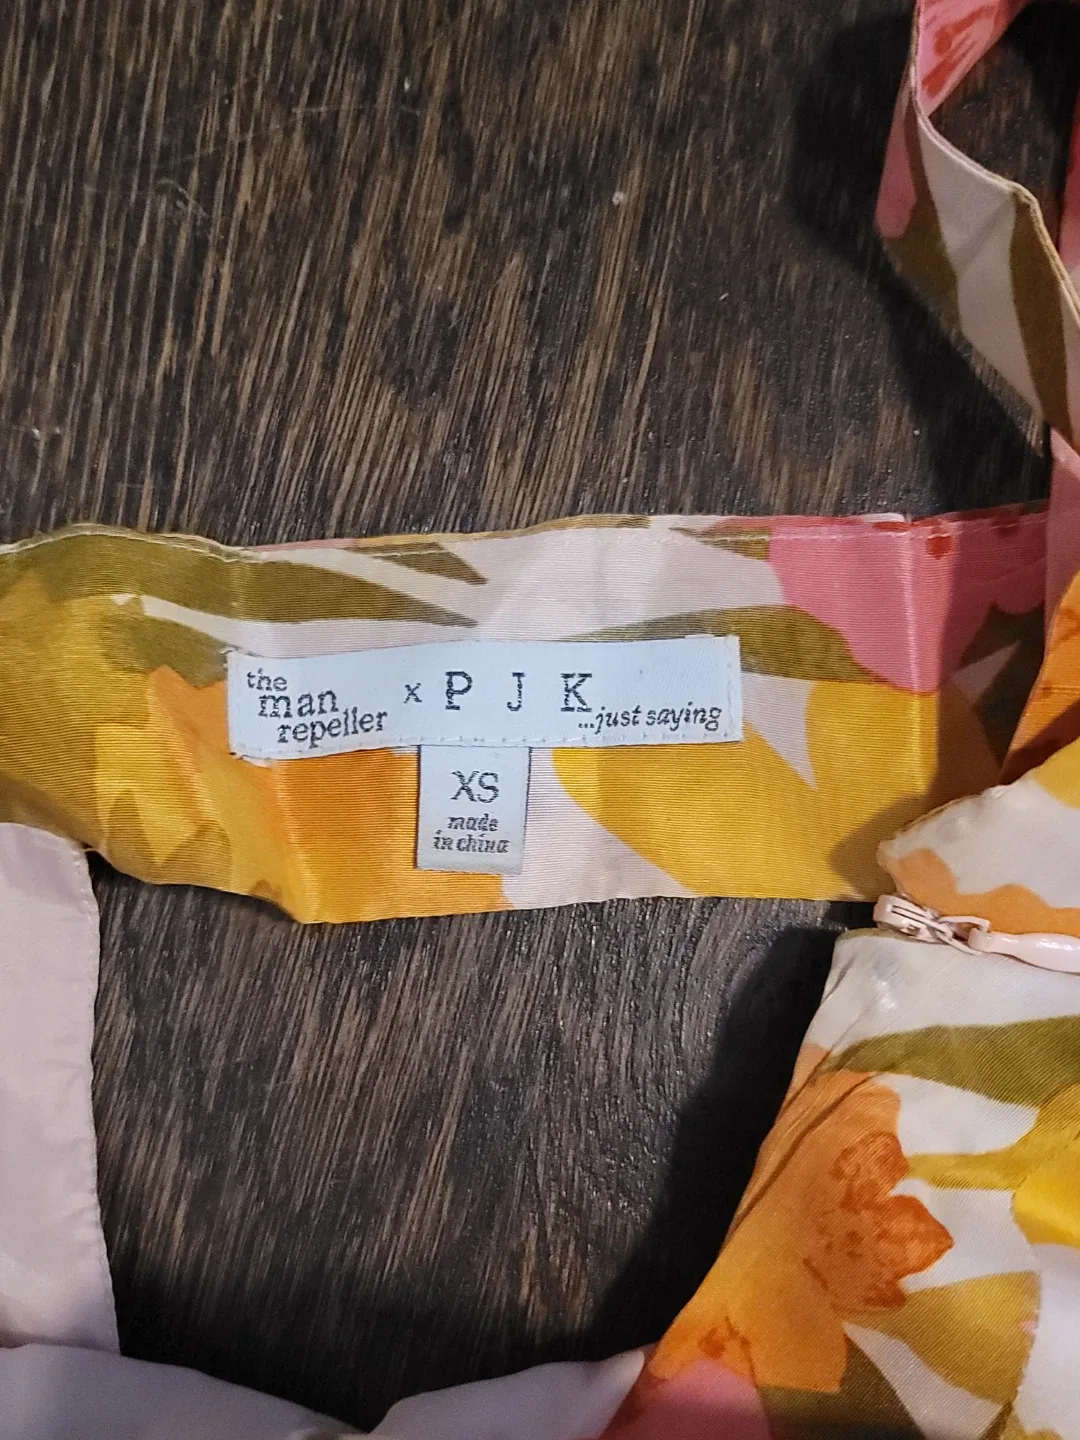 the
man
repeller
x P J K
...just saying
XS
made
in china